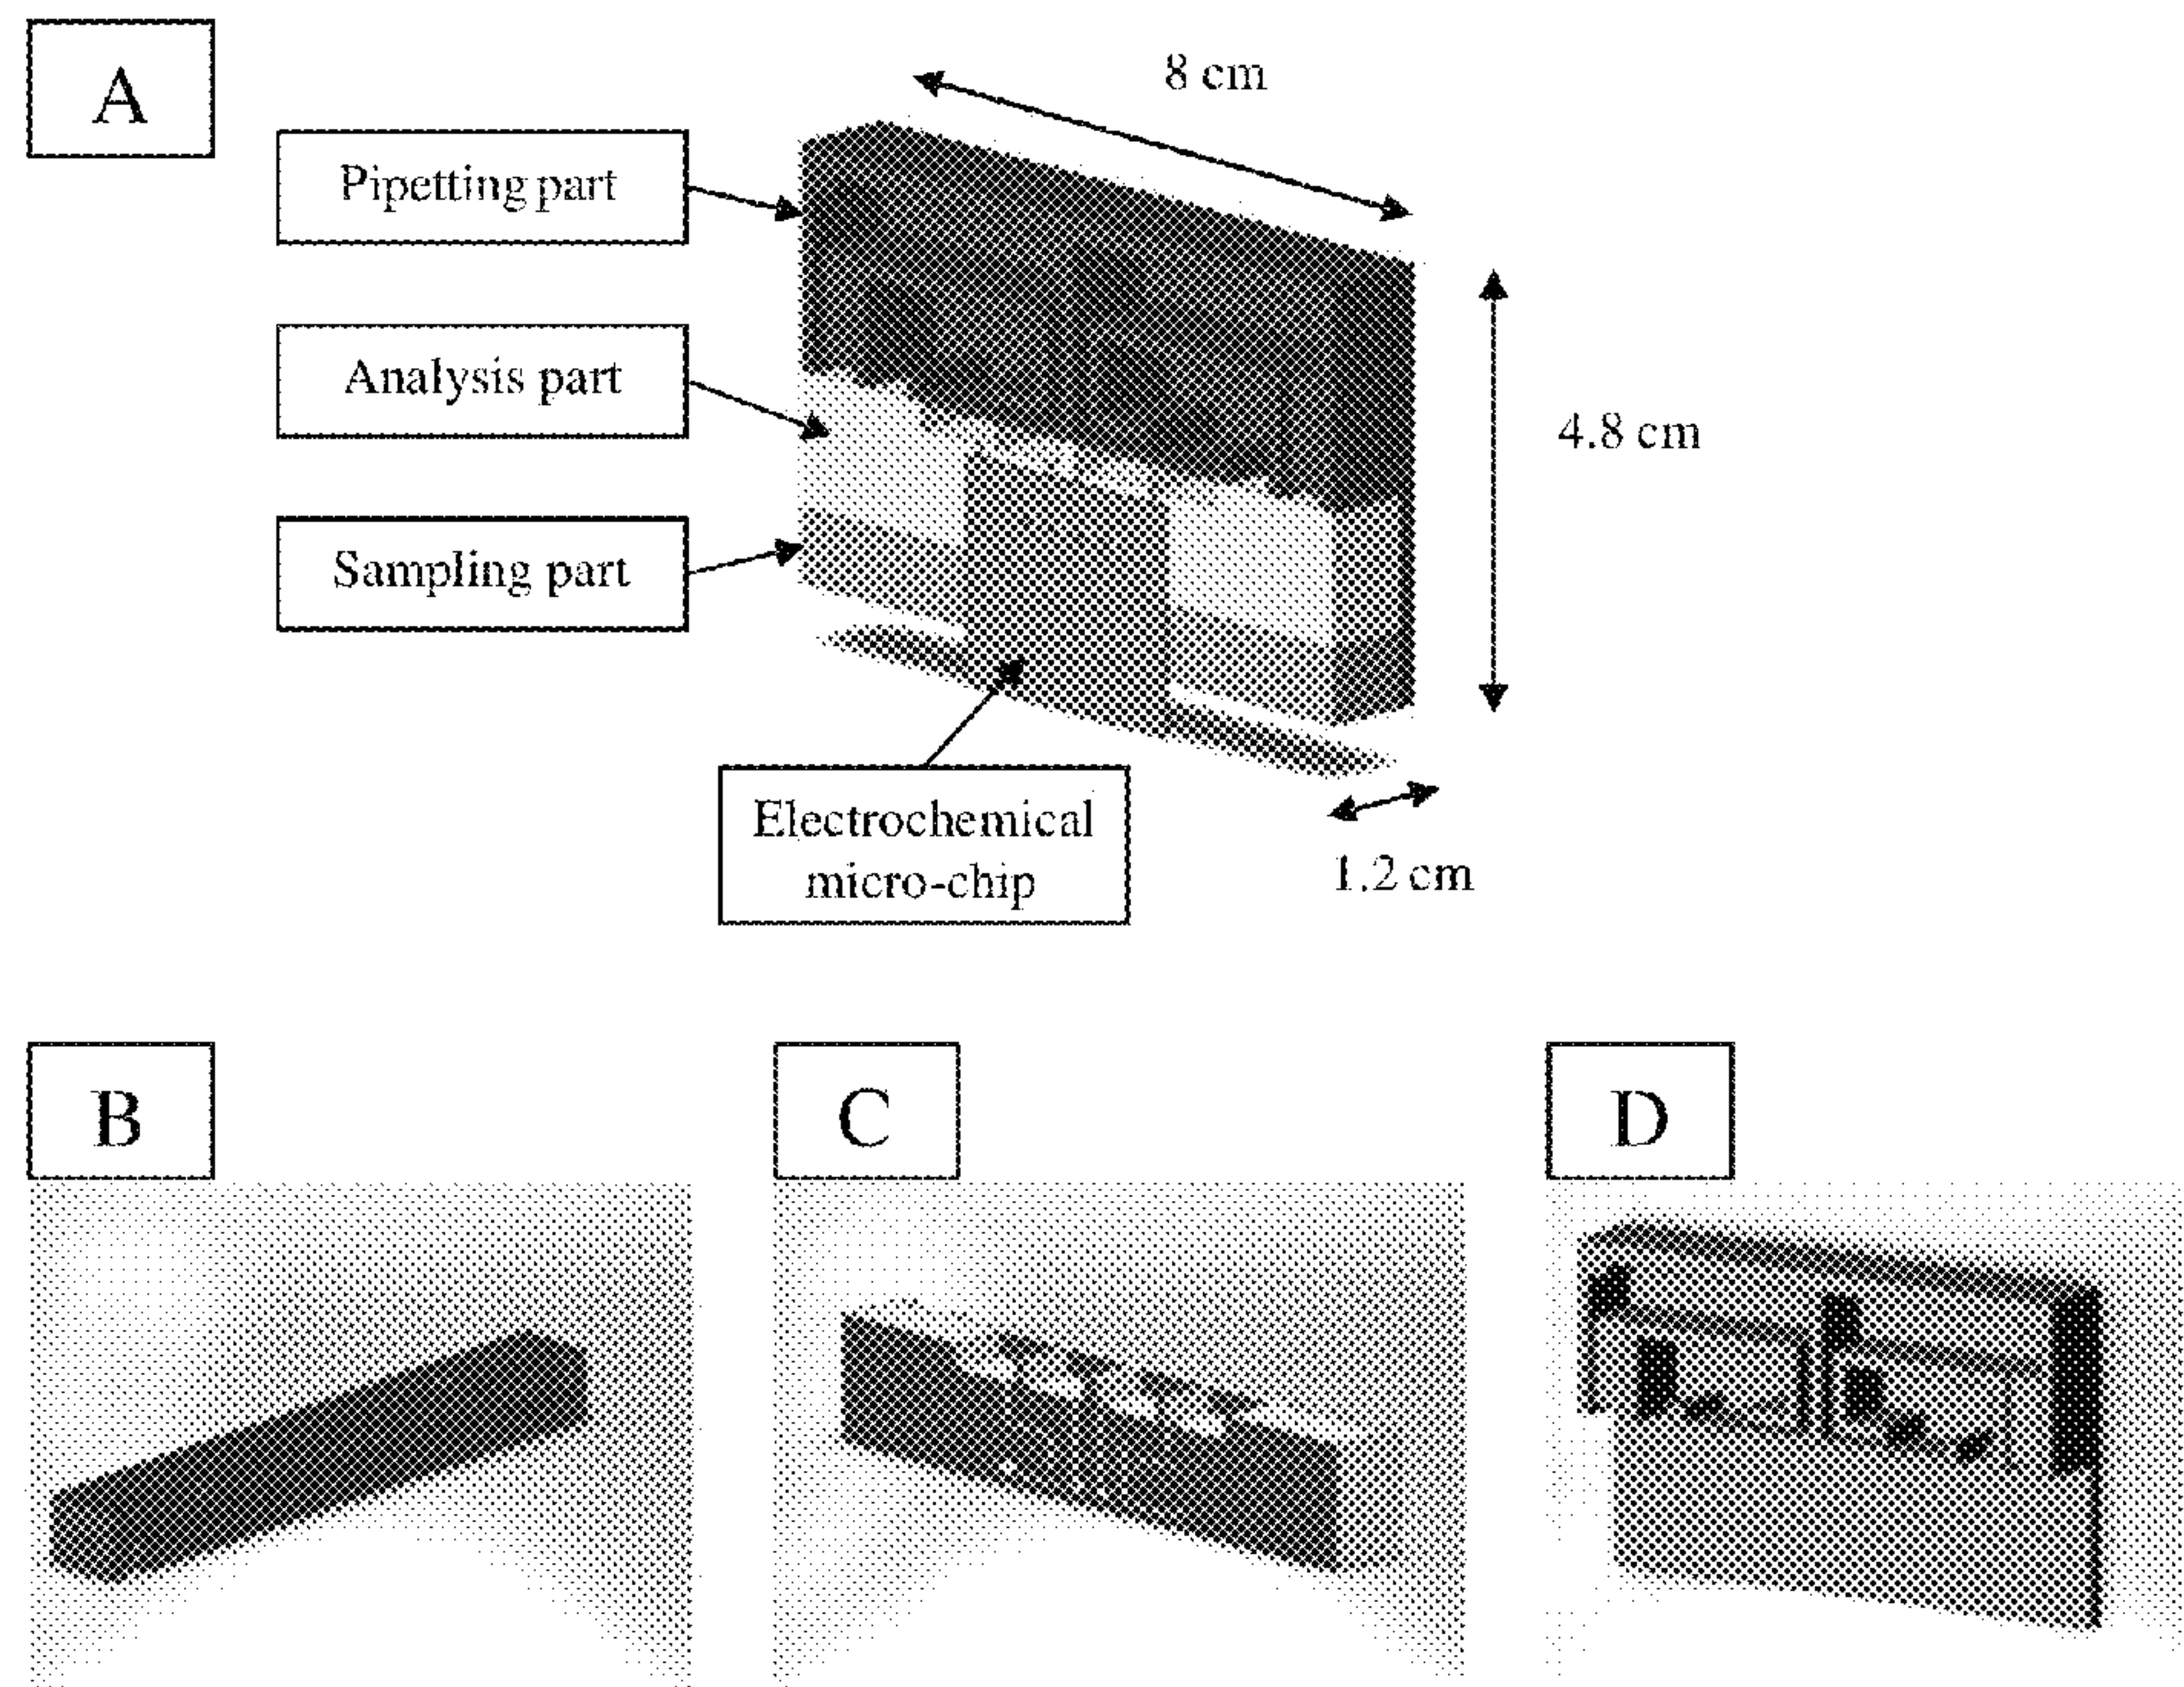 A
8 cm
Pipetting part
Analysis part
4.8 cm
Sampling part
Electrochemical
micro-chip
1.2 cm
B
C
D